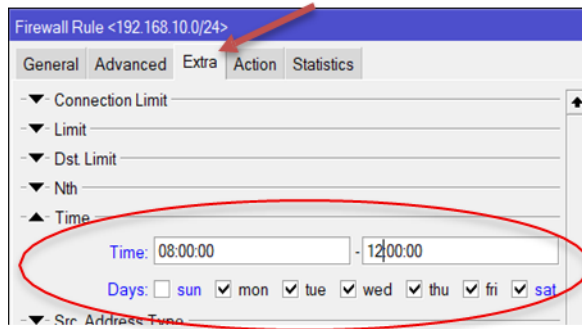 Firewall Rule <192.168.10.0/24>
General Advanced Extra Action Statistics
Connection Limit
Limit
Dst. Limit
Nth
Time
Time: 08:00:00 - 12:00:00
Days: sun mon tue wed thu fri sat
Src. Address Type